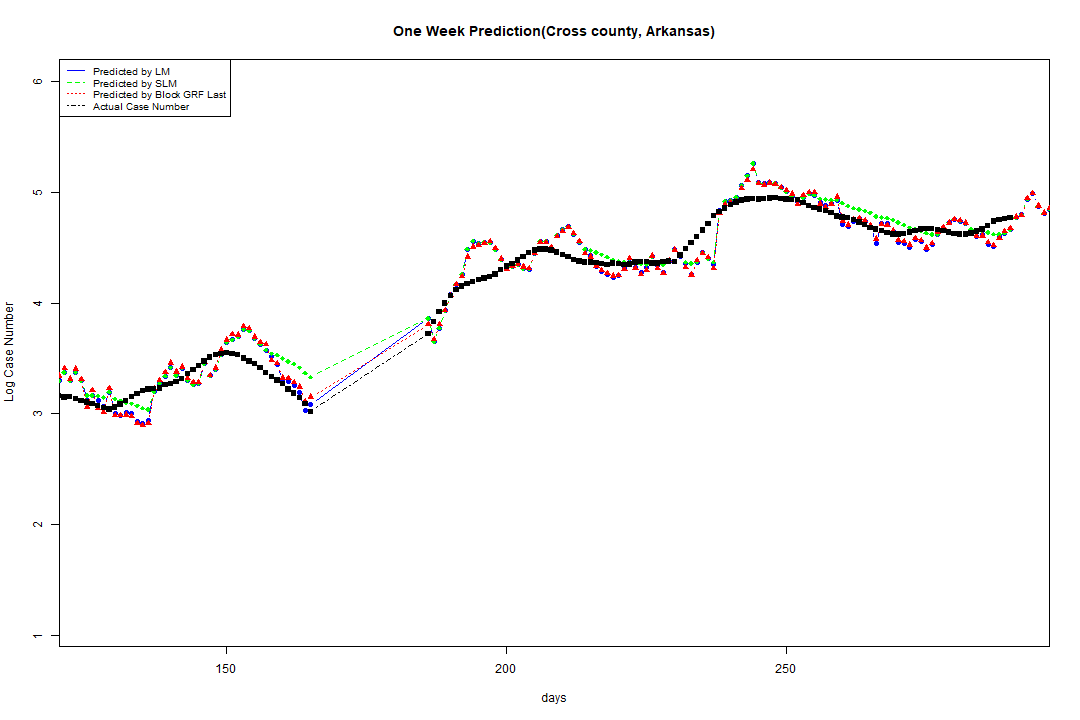 One Week Prediction(Cross county, Arkansas)
Predicted by LM
Predicted by SLM
Predicted by Block GRF Last
Actual Case Number
6
5
4
3
2
1
Log Case Number
150 200 250
days